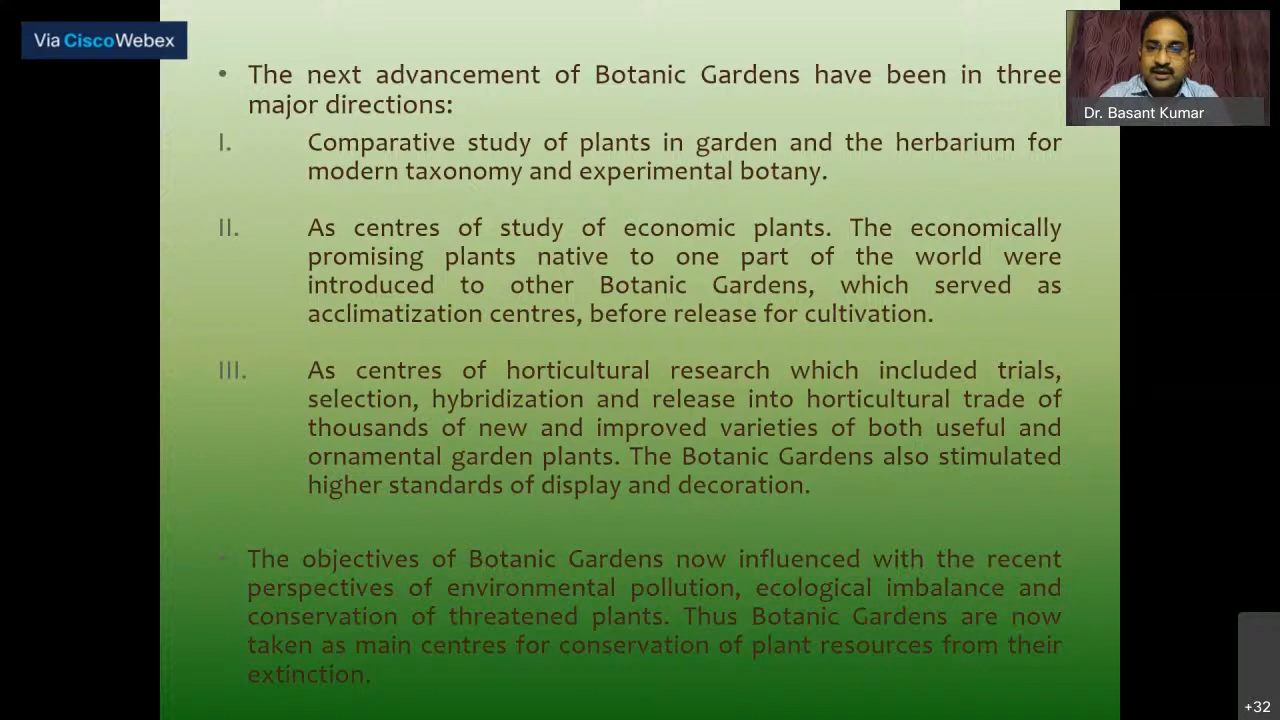 Via CiscoWebex
• The next advancement of Botanic Gardens have been in three
major directions:
I. Comparative study of plants in garden and the herbarium for
modern taxonomy and experimental botany.
II. As centres of study of economic plants. The economically
promising plants native to one part of the world were
introduced to other Botanic Gardens, which served as
acclimatization centres, before release for cultivation.
III. As centres of horticultural research which included trials,
selection, hybridization and release into horticultural trade of
thousands of new and improved varieties of both useful and
ornamental garden plants. The Botanic Gardens also stimulated
higher standards of display and decoration.
• The objectives of Botanic Gardens now influenced with the recent
perspectives of environmental pollution, ecological imbalance and
conservation of threatened plants. Thus Botanic Gardens are now
taken as main centres for conservation of plant resources from their
extinction.
Dr. Basant Kumar
+32